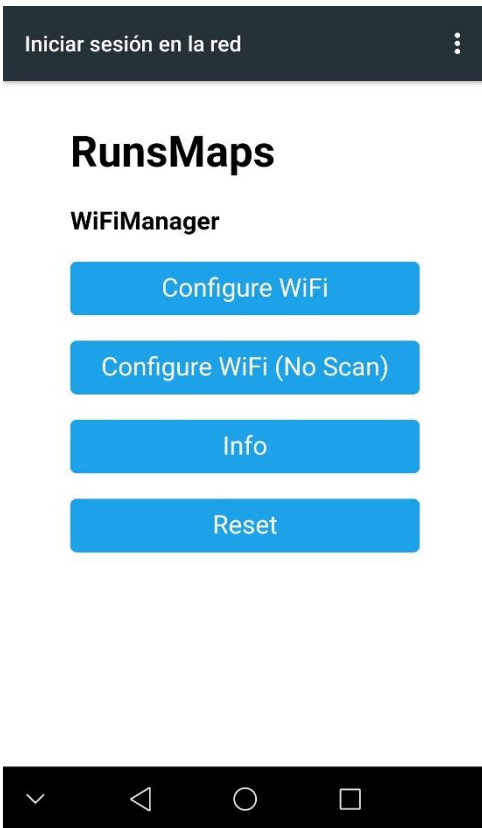 Iniciar sesión en la red
RunsMaps
WiFiManager
Configure WiFi
Configure WiFi (No Scan)
Info
Reset